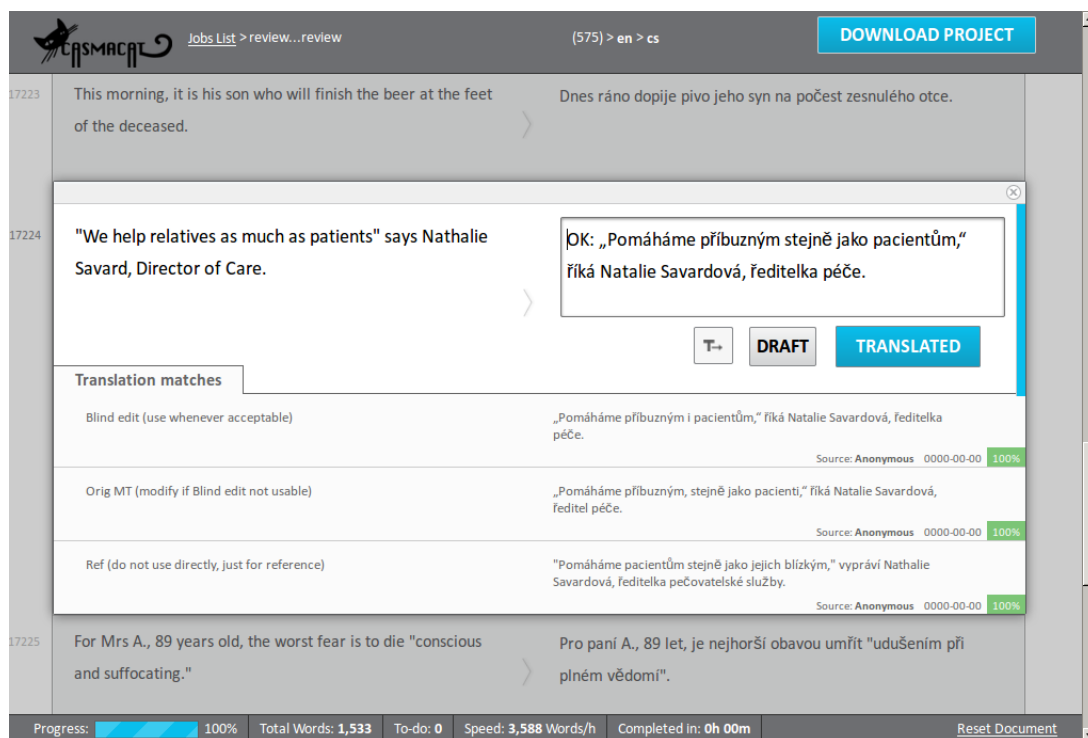 CASMACAT Jobs List > review...review (575) > en > cs DOWNLOAD PROJECT
17223 This morning, it is his son who will finish the beer at the feet Dnes ráno dopije pivo jeho syn na počest zesnulého otce.
of the deceased.
17224 "We help relatives as much as patients" says Nathalie OK: „Pomáháme příbuzným stejně jako pacientům,“
Savard, Director of Care. říká Natalie Savardová, ředitelka péče.
T→ DRAFT TRANSLATED
Translation matches
Blind edit (use whenever acceptable) „Pomáháme příbuzným i pacientům,“ říká Natalie Savardová, ředitelka
péče.
Source: Anonymous 0000-00-00 100%
Orig MT (modify if Blind edit not usable) „Pomáháme příbuzným, stejně jako pacienti,“ říká Natalie Savardová,
ředitel péče.
Source: Anonymous 0000-00-00 100%
Ref (do not use directly, just for reference) "Pomáháme pacientům stejně jako jejich blízkým," vypráví Nathalie
Savardová, ředitelka pečovatelské služby.
Source: Anonymous 0000-00-00 100%
17225 For Mrs A., 89 years old, the worst fear is to die "conscious Pro paní A., 89 let, je nejhorší obavou umřít "udušením při
and suffocating." plném vědomí".
Progress: 100% Total Words: 1,533 To-do: 0 Speed: 3,588 Words/h Completed in: 0h 00m Reset Document